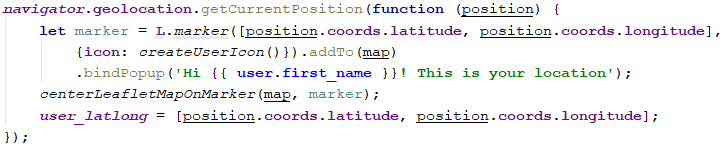 navigator.geolocation.getCurrentPosition(function (position) {
    let marker = L.marker([position.coords.latitude, position.coords.longitude],
        {icon: createUserIcon()}).addTo(map)
        .bindPopup('Hi {{ user.first_name }}! This is your location');
    centerLeafletMapOnMarker(map, marker);
    user_latlong = [position.coords.latitude, position.coords.longitude];
});